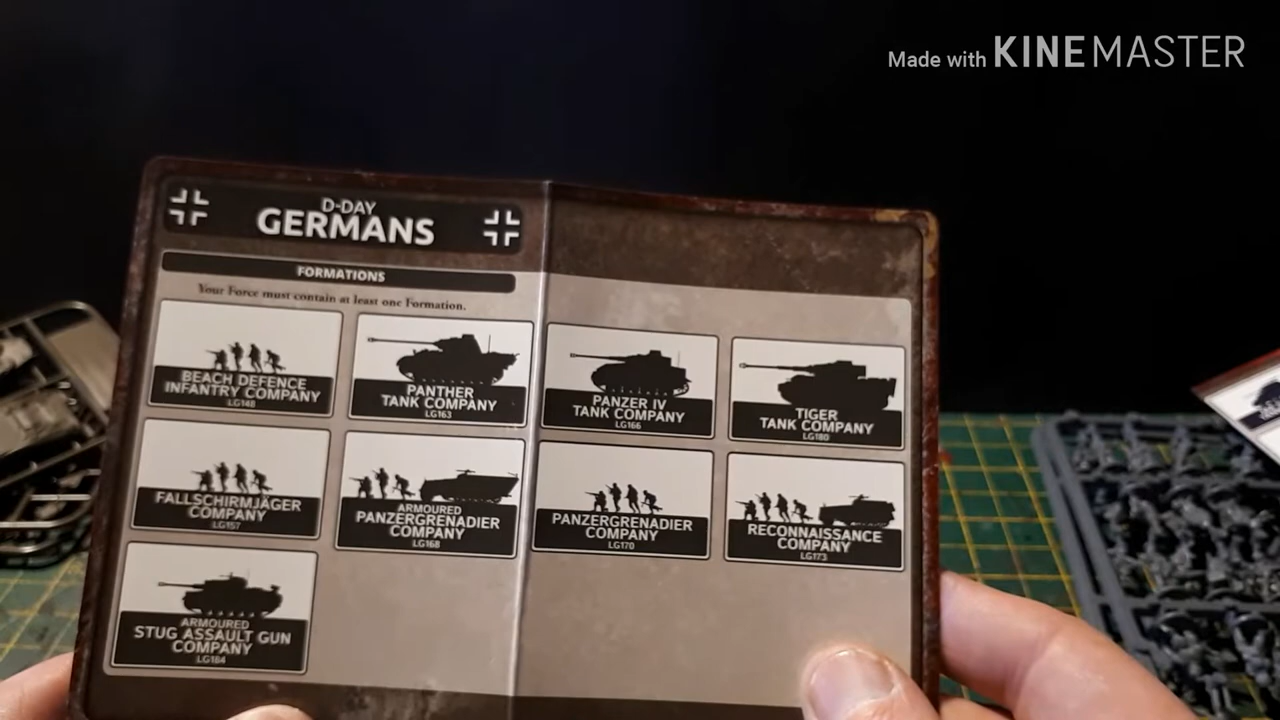 Made with KINEMASTER
D-DAY
GERMANS
FORMATIONS
Your Force must contain at least one Formation.
BEACH DEFENCE
INFANTRY COMPANY
LG148
PANTHER
TANK COMPANY
LG163
PANZER IV
TANK COMPANY
LG166
TIGER
TANK COMPANY
LG180
FALLSCHIRMJÄGER
COMPANY
LG157
ARMOURED
PANZERGRENADIER
COMPANY
LG168
PANZERGRENADIER
COMPANY
LG170
RECONNAISSANCE
COMPANY
LG173
ARMOURED
STUG ASSAULT GUN
COMPANY
LG184